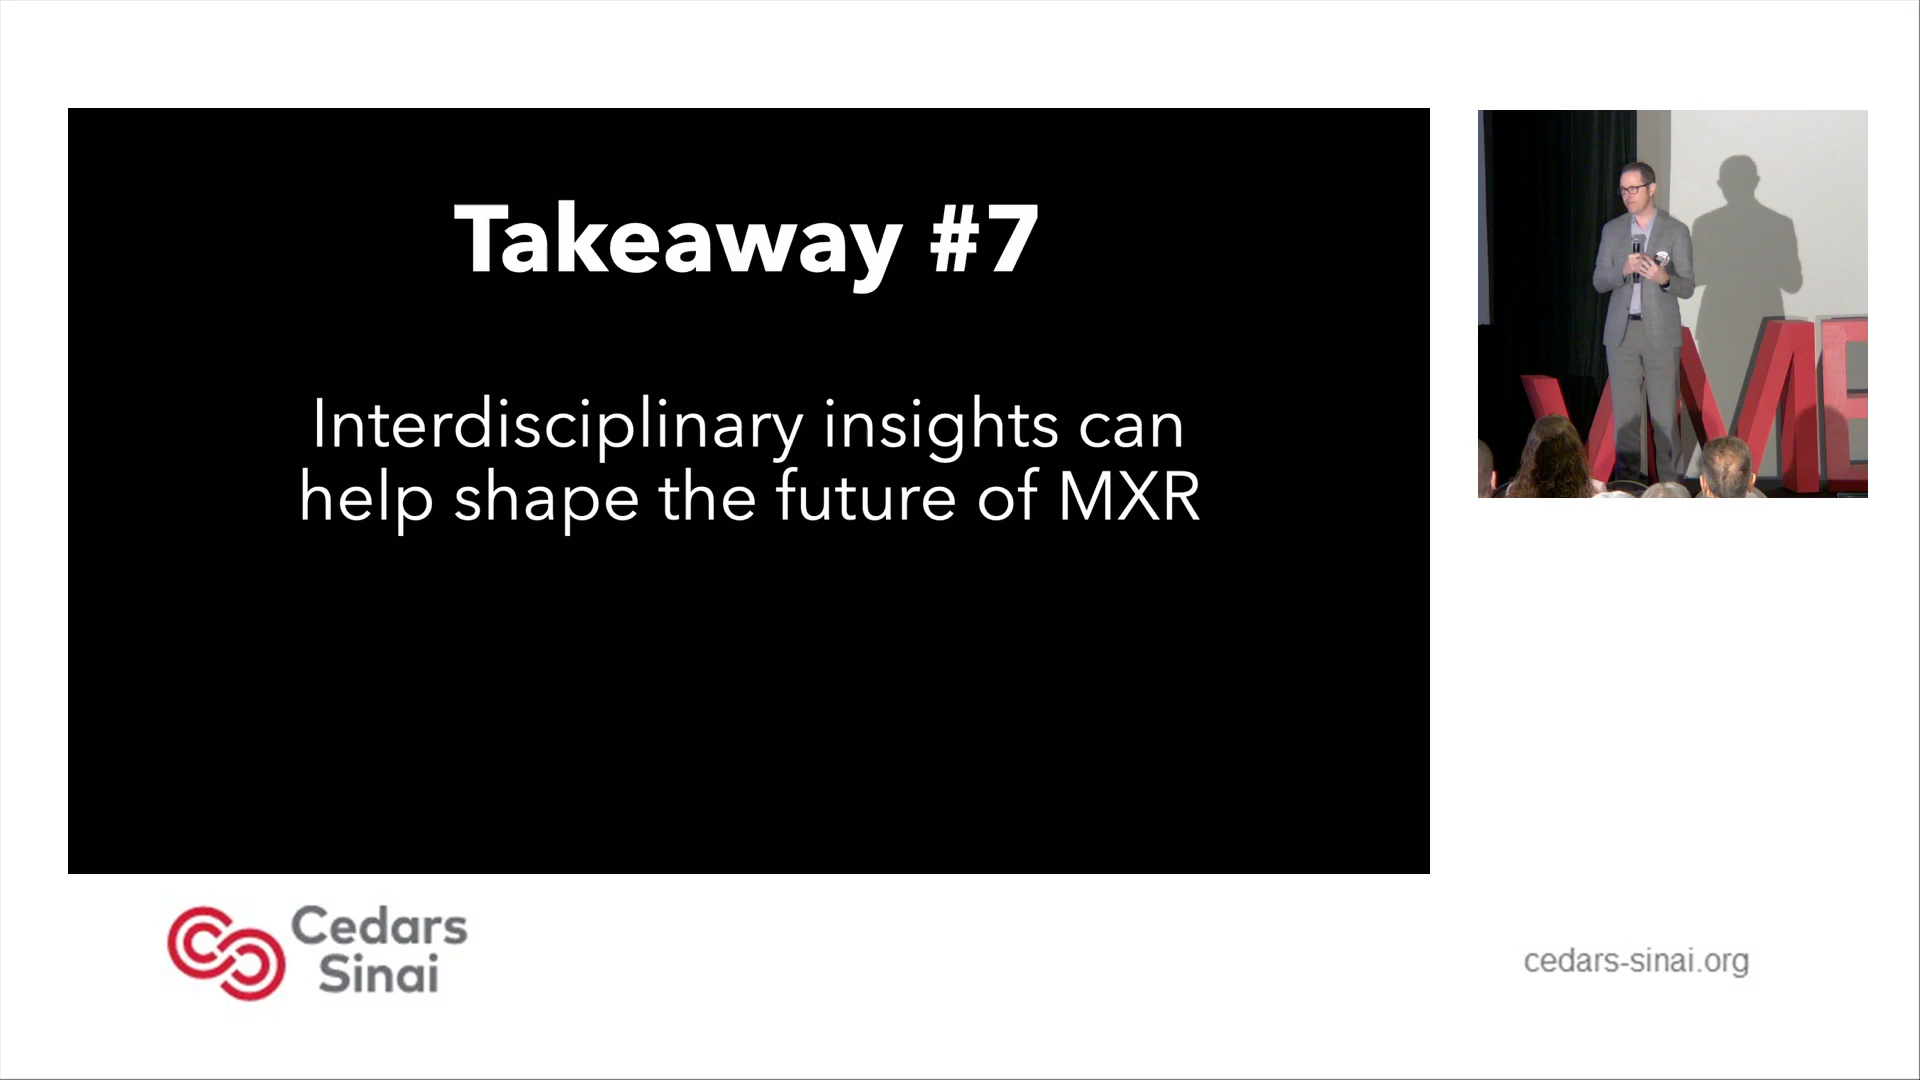 Takeaway #7
Interdisciplinary insights can
help shape the future of MXR
Cedars
Sinai
cedars-sinai.org